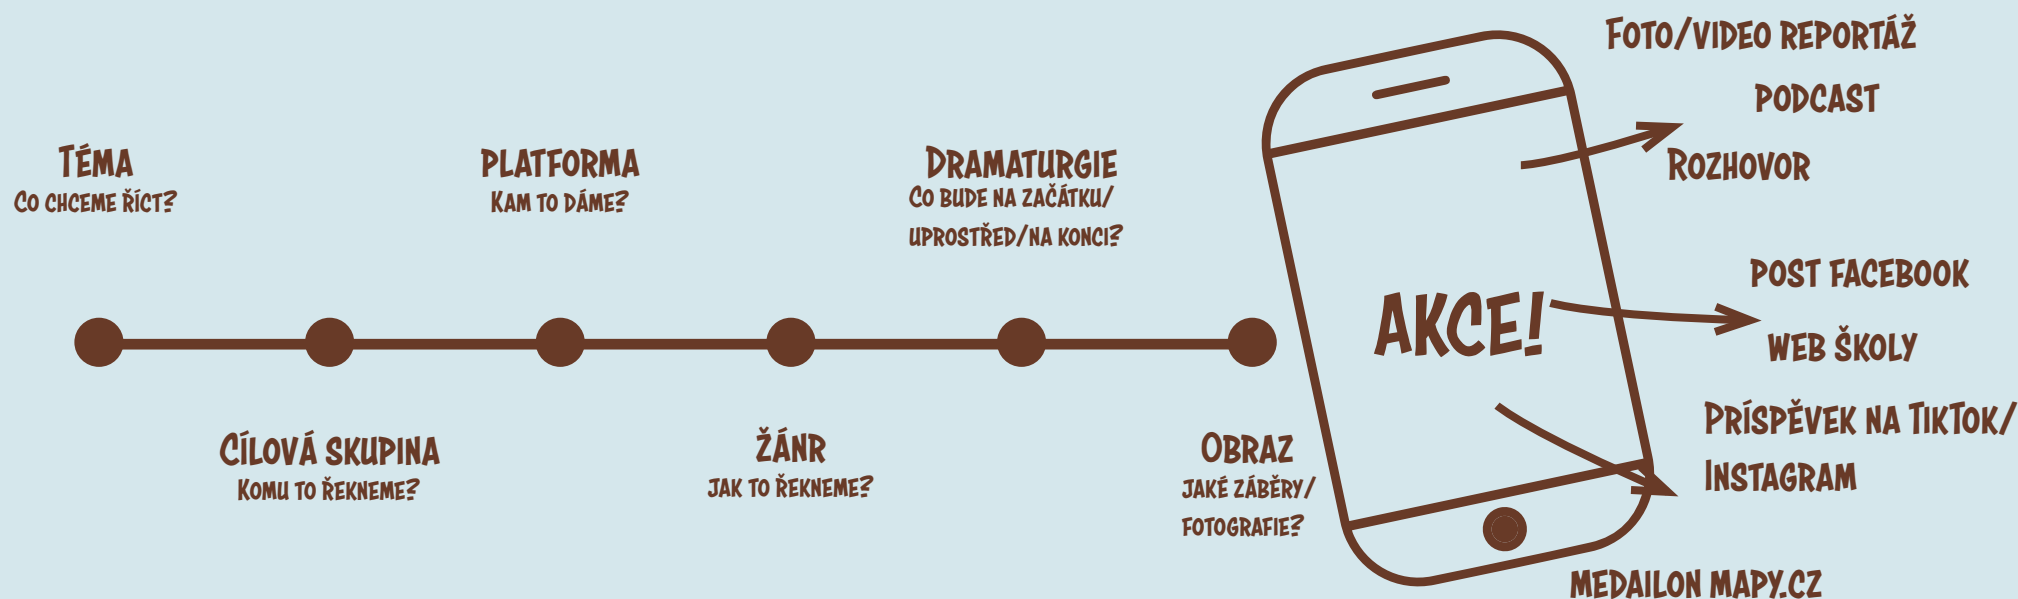 Téma
Co chceme říct?
Cílová skupina
Komu to řekneme?
Platforma
Kam to dáme?
Žánr
Jak to řekneme?
Dramaturgie
Co bude na začátku/
uprostřed/na konci?
Obraz
jaké záběry/
fotografie?
AKCE!
Foto/video reportáž
podcast
Rozhovor
post Facebook
web školy
Príspěvek na TikTok/
Instagram
medailon mapy.cz